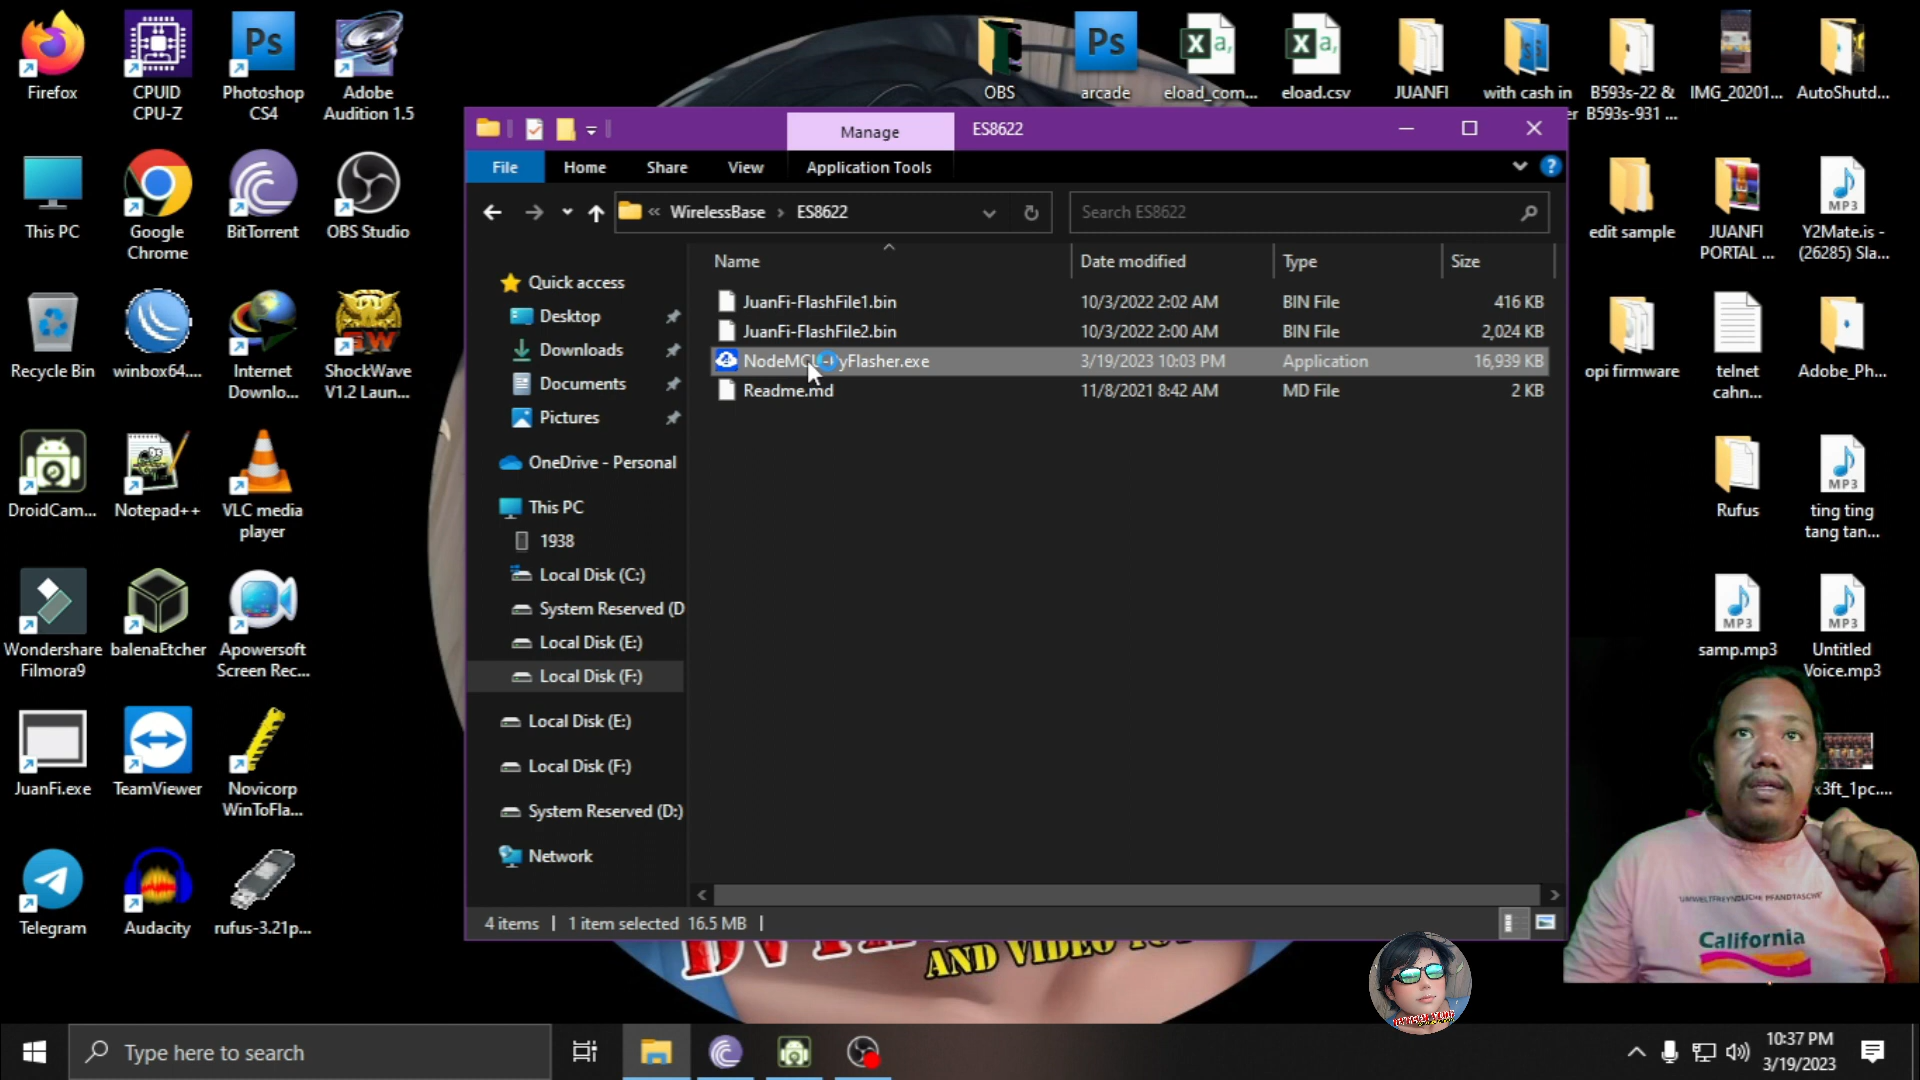 Firefox
CPUID
CPU-Z
Photoshop
CS4
Adobe
Audition 1.5
OBS
arcade
eload_com...
eload.csv
JUANFI
with cash in
B593s-22 &
B593s-931 ...
IMG_20201...
AutoShutd...
Manage
ES8622
File
Home
Share
View
Application Tools
« WirelessBase > ES8622
Search ES8622
This PC
Google
Chrome
BitTorrent
OBS Studio
edit sample
JUANFI
PORTAL ...
Y2Mate.is -
(26285) Sla...
Name
Date modified
Type
Size
JuanFi-FlashFile1.bin 10/3/2022 2:02 AM BIN File 416 KB
JuanFi-FlashFile2.bin 10/3/2022 2:00 AM BIN File 2,024 KB
3/19/2023 10:03 PM Application 16,939 KB
Readme.md 11/8/2021 8:42 AM MD File 2 KB
Quick access
Desktop
Downloads
Documents
Pictures
OneDrive - Personal
This PC
1938
Local Disk (C:)
System Reserved (D
Local Disk (E:)
Local Disk (F:)
Local Disk (E:)
Local Disk (F:)
System Reserved (D:)
Network
Recycle Bin
winbox64....
Internet
Downlo...
ShockWave
V1.2 Laun...
opi firmware
telnet
cahn...
Adobe_Ph...
DroidCam...
Notepad++
VLC media
player
Rufus
ting ting
tang tan...
Wondershare
Filmora9
balenaEtcher
Apowersoft
Screen Rec...
samp.mp3
Untitled
Voice.mp3
JuanFi.exe
TeamViewer
Novicorp
WinToFla...
x3ft_1pc....
Telegram
Audacity
rufus-3.21p...
4 items
1 item selected 16.5 MB
AND VIDEO
UMWELTFREYNDLICHE PFANDTASCHE
California
Type here to search
10:37 PM
3/19/2023